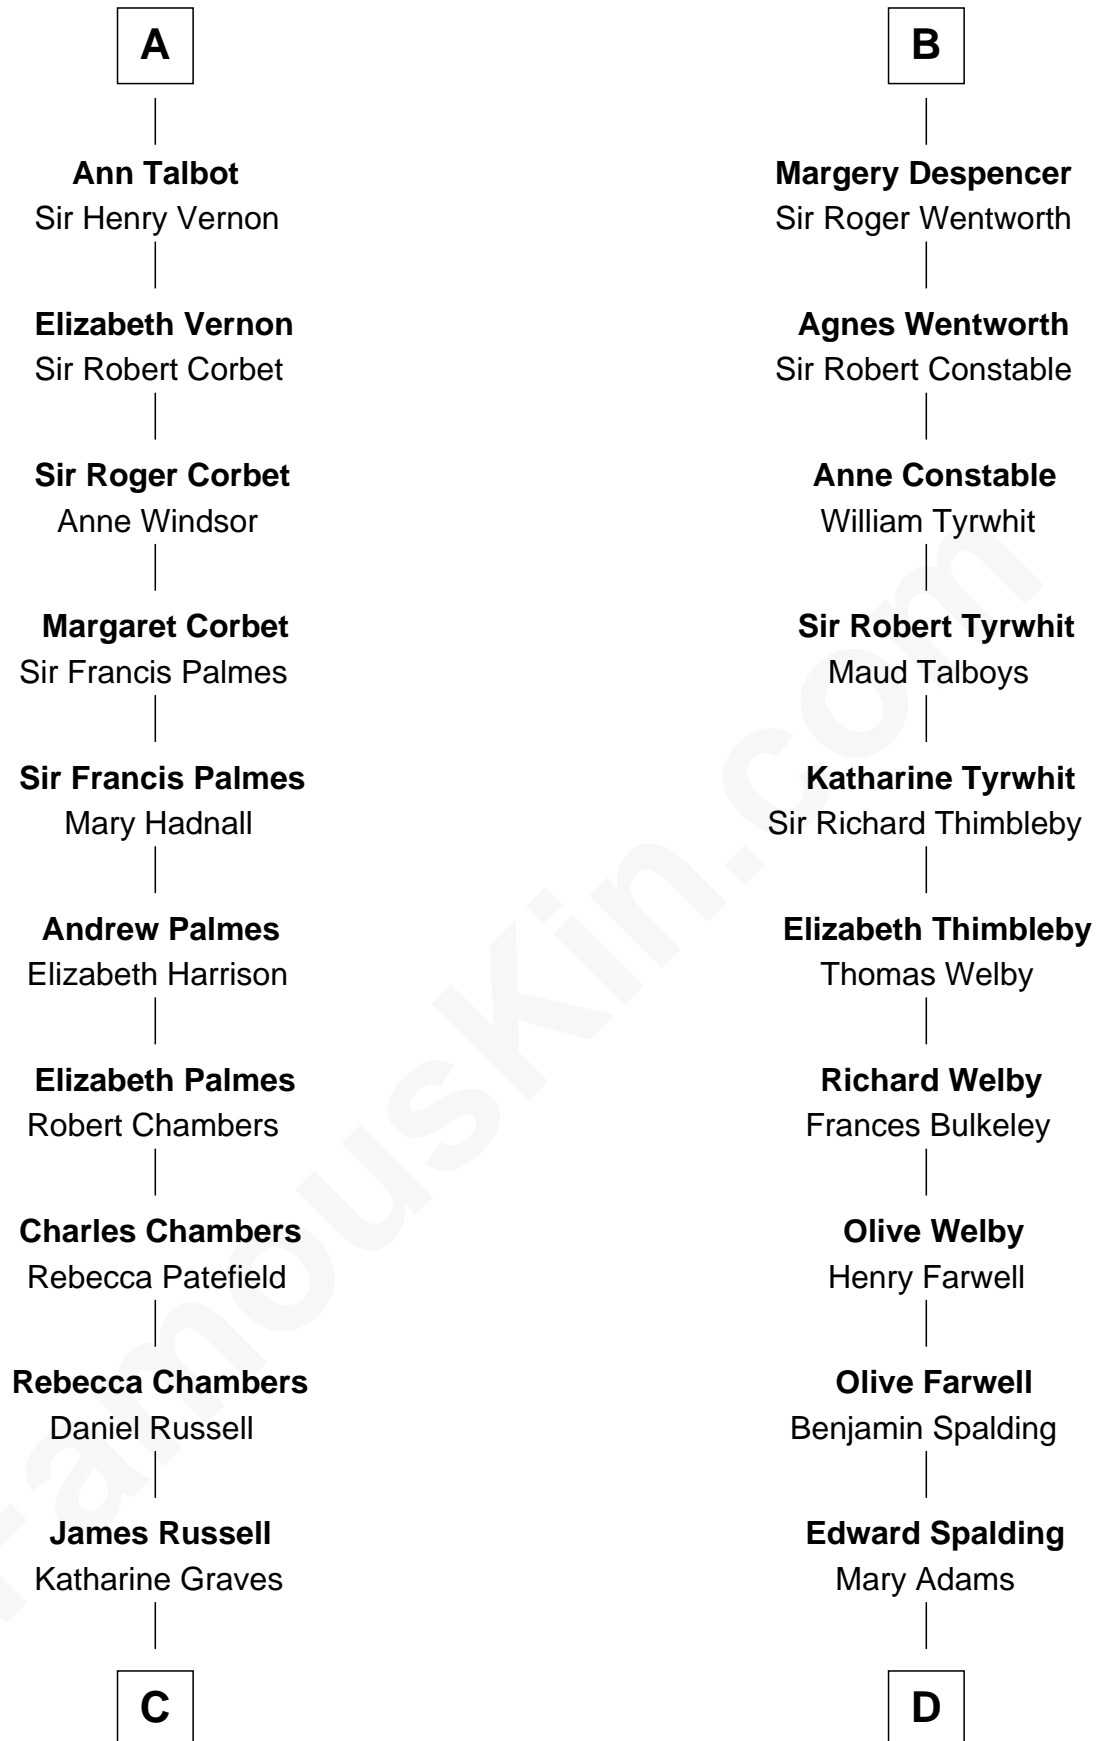 A
Ann Talbot
Sir Henry Vernon
Elizabeth Vernon
Sir Robert Corbet
Sir Roger Corbet
Anne Windsor
Margaret Corbet
Sir Francis Palmes
Sir Francis Palmes
Mary Hadnall
Andrew Palmes
Elizabeth Harrison
Elizabeth Palmes
Robert Chambers
Charles Chambers
Rebecca Patefield
Rebecca Chambers
Daniel Russell
James Russell
Katharine Graves
C
B
Margery Despencer
Sir Roger Wentworth
Agnes Wentworth
Sir Robert Constable
Anne Constable
William Tyrwhit
Sir Robert Tyrwhit
Maud Talboys
Katharine Tyrwhit
Sir Richard Thimbleby
Elizabeth Thimbleby
Thomas Welby
Richard Welby
Frances Bulkeley
Olive Welby
Henry Farwell
Olive Farwell
Benjamin Spalding
Edward Spalding
Mary Adams
D
FamousKin.com